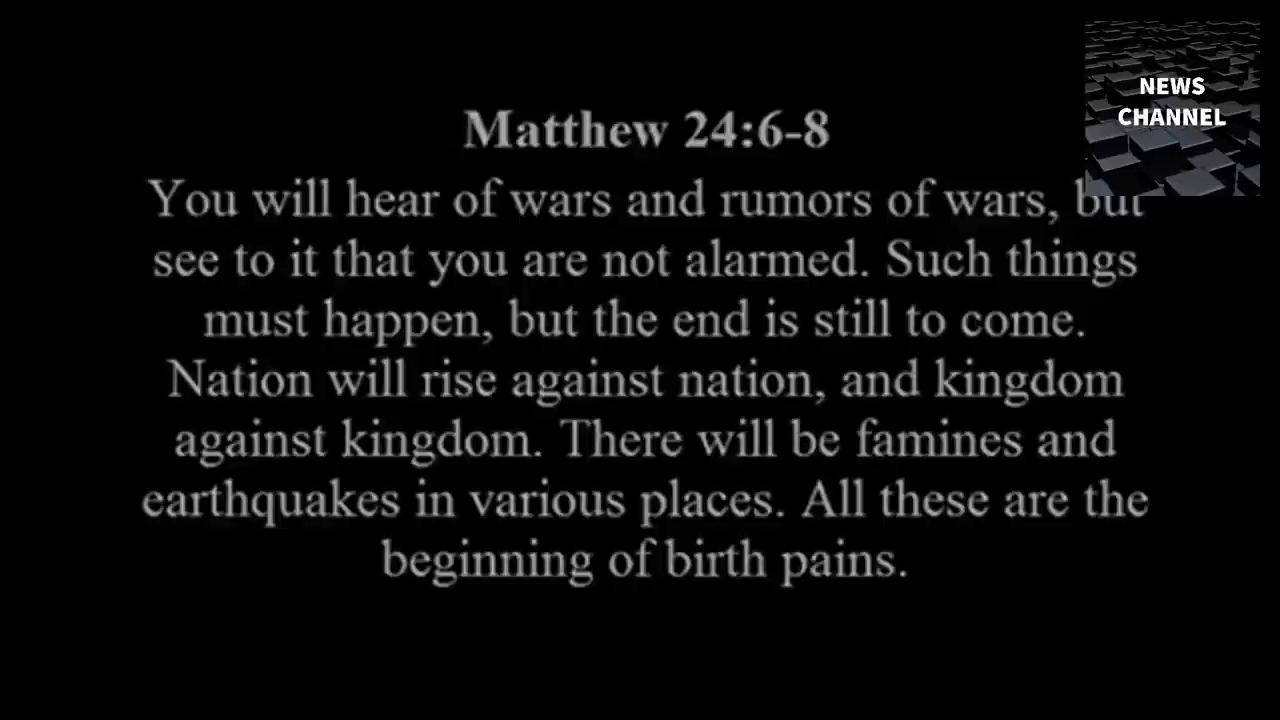 Matthew 24:6-8
You will hear of wars and rumors of wars, but
see to it that you are not alarmed. Such things
must happen, but the end is still to come.
Nation will rise against nation, and kingdom
against kingdom. There will be famines and
earthquakes in various places. All these are the
beginning of birth pains.
NEWS
CHANNEL